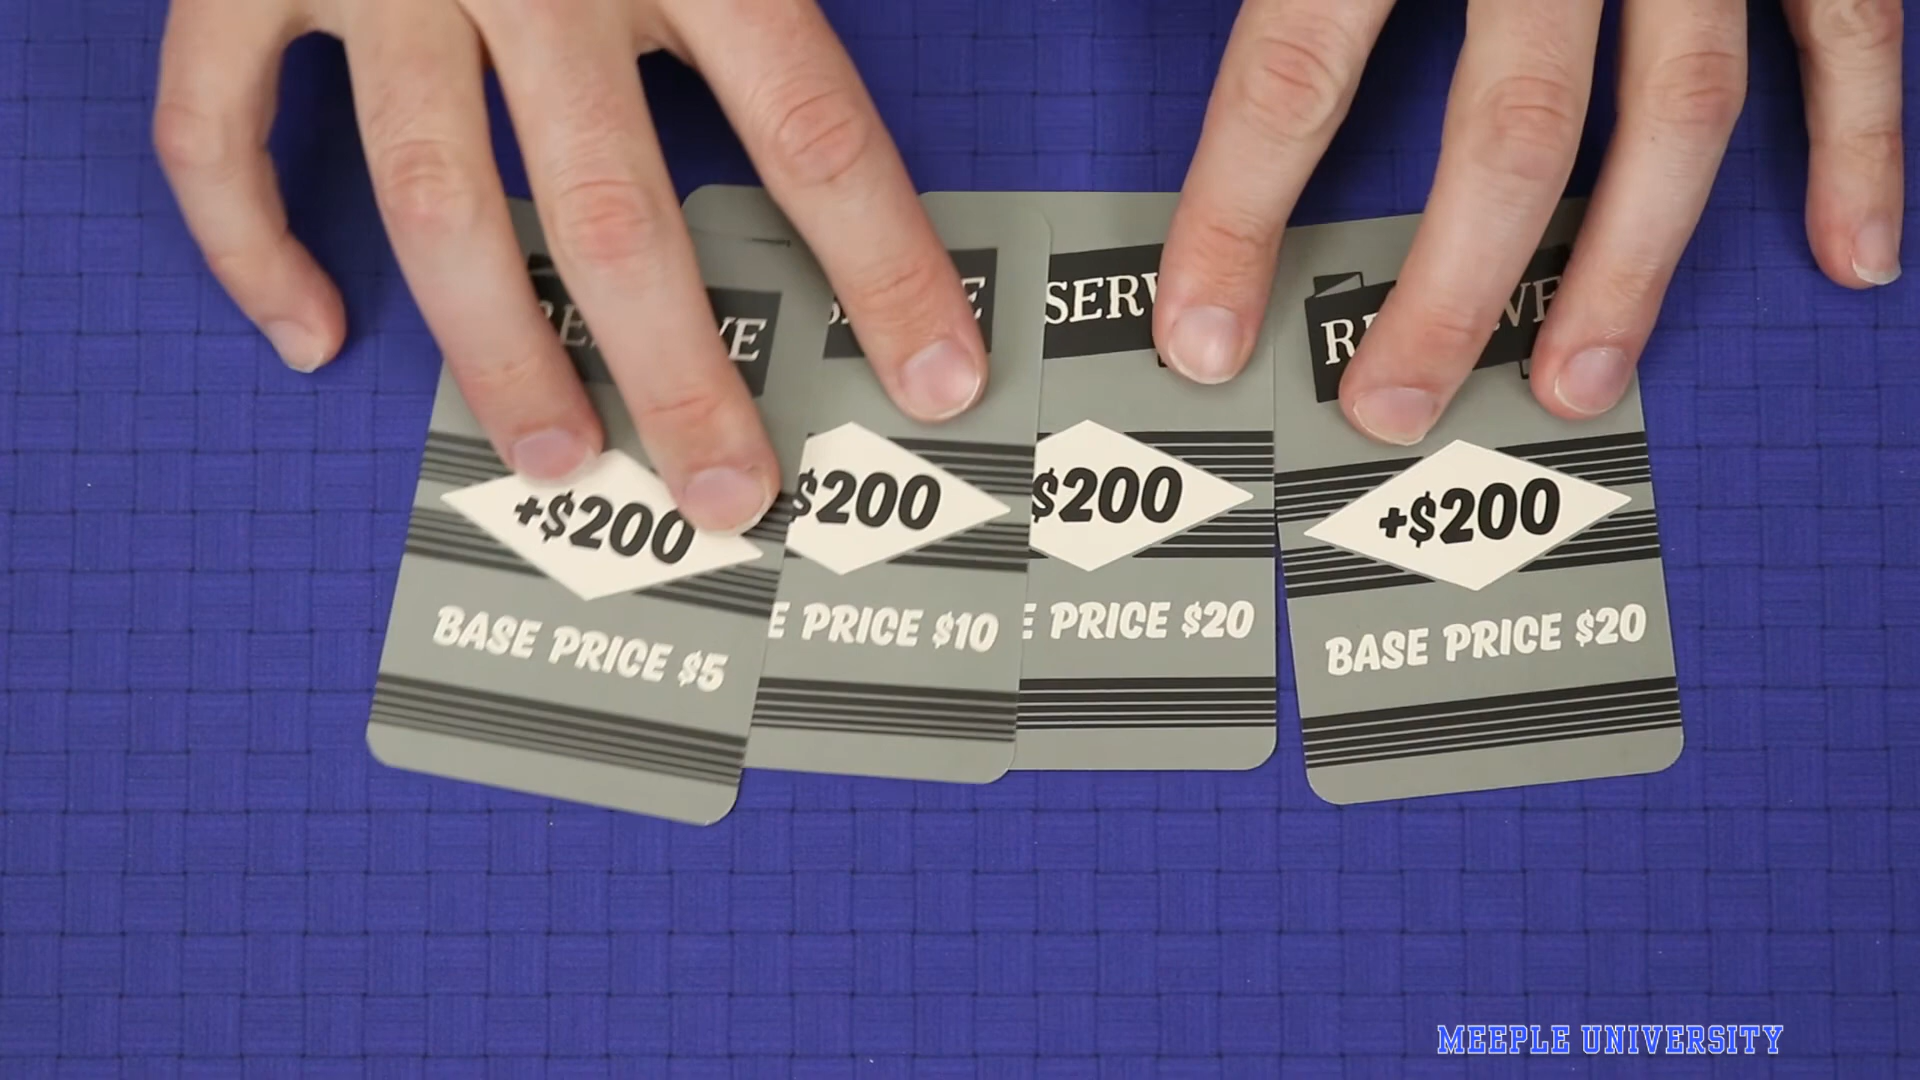 SERV
+$200
$200
$200
+$200
BASE PRICE $5
E PRICE $10
E PRICE $20
BASE PRICE $20
MEEPLE UNIVERSITY